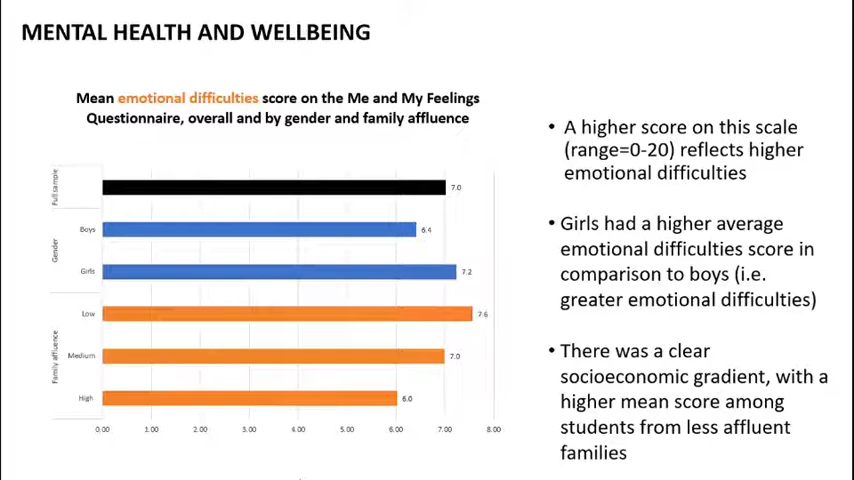 MENTAL HEALTH AND WELLBEING
Mean emotional difficulties score on the Me and My Feelings
Questionnaire, overall and by gender and family affluence
Full sample
7.0
Gender
Boys
6.4
Girls
7.2
Family affluence
Low
7.6
Medium
7.0
High
6.0
0.00 1.00 2.00 3.00 4.00 5.00 6.00 7.00 8.00
• A higher score on this scale
(range=0-20) reflects higher
emotional difficulties
• Girls had a higher average
emotional difficulties score in
comparison to boys (i.e.
greater emotional difficulties)
• There was a clear
socioeconomic gradient, with a
higher mean score among
students from less affluent
families